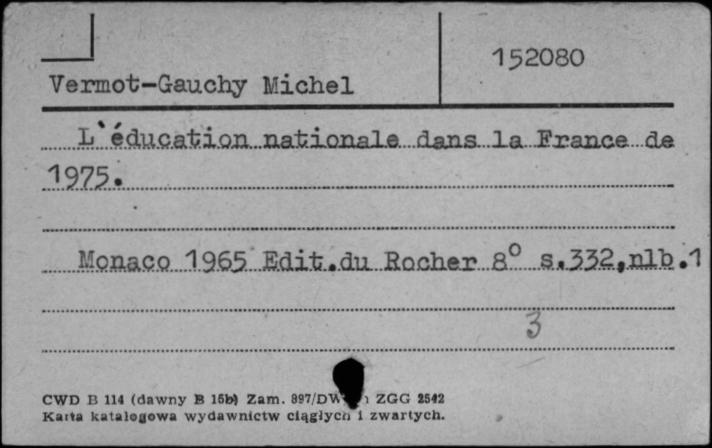 152080
Vermot-Gauchy Michel
L`éducation nationale dans la France de
1975.
Monaco 1965 Edit.du Rocher 8° s.332,nlb.1
3
CWD B 114 (dawny B 15b) Zam. 897/DW ZGG 2542
Karta katalogowa wydawnictw ciągłych i zwartych.